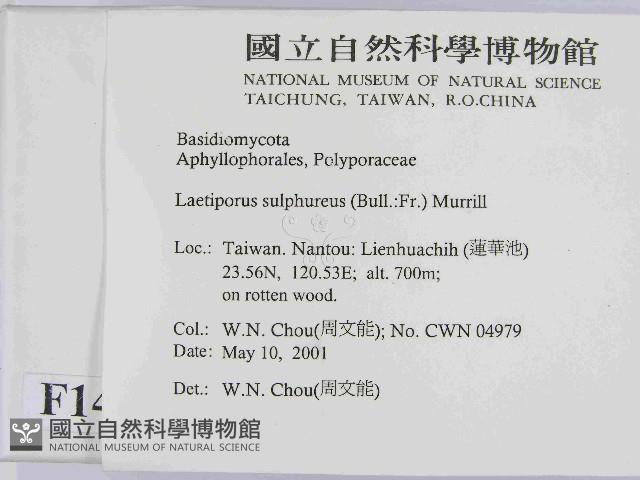 國立自然科學博物館
NATIONAL MUSEUM OF NATURAL SCIENCE
TAICHUNG, TAIWAN, R.O.CHINA
Basidiomycota
Aphyllophorales, Polyporaceae
Laetiporus sulphureus (Bull.:Fr.) Murrill
Loc.: Taiwan. Nantou: Lienhuachih (蓮華池)
23.56N, 120.53E; alt. 700m;
on rotten wood.
Col.: W.N. Chou(周文能); No. CWN 04979
Date: May 10, 2001
Det.: W.N. Chou(周文能)
F14
國立自然科學博物館
NATIONAL MUSEUM OF NATURAL SCIENCE